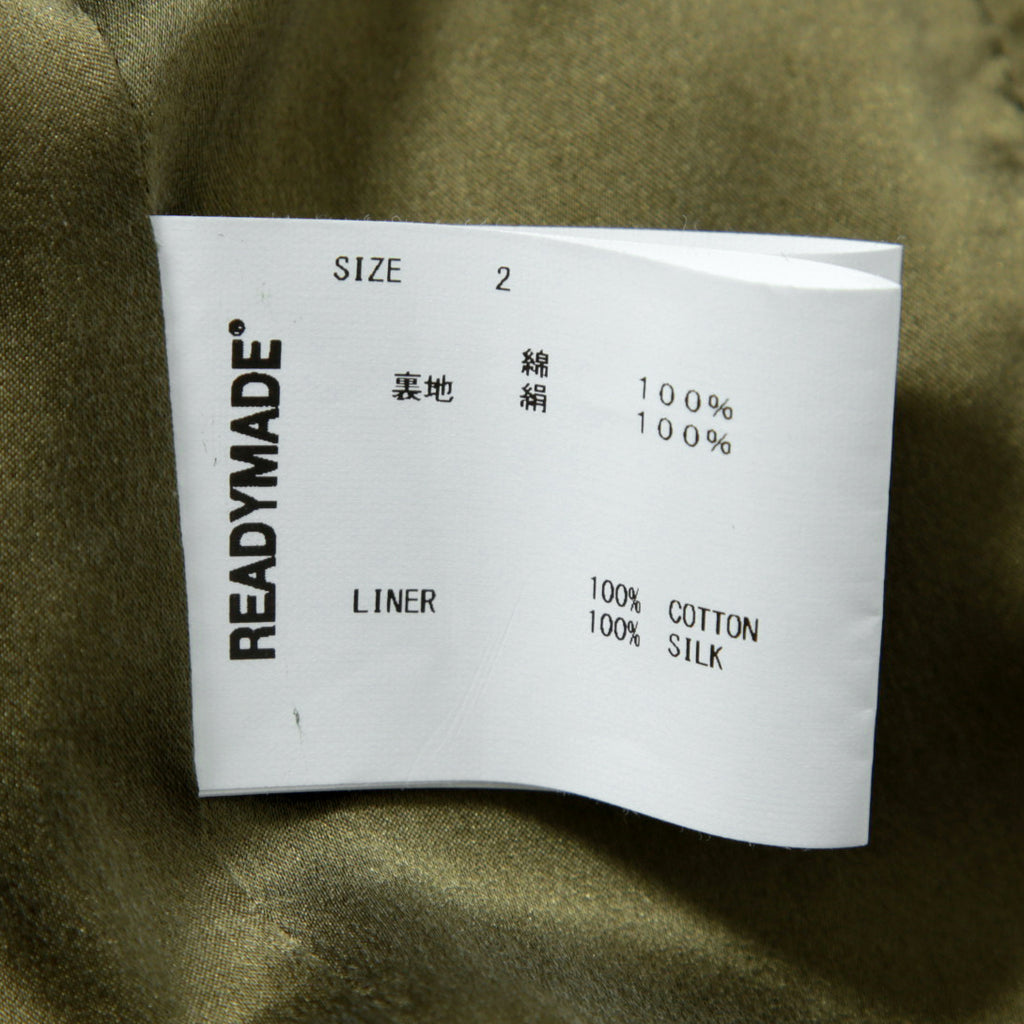 SIZE 2
READYMADE®
綿 100%
裏地 絹 100%
LINER 100% COTTON
100% SILK